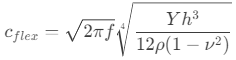 c_{flex} = \sqrt{2\pi f} \sqrt[4]{\frac{Yh^3}{12\rho(1-\nu^2)}}